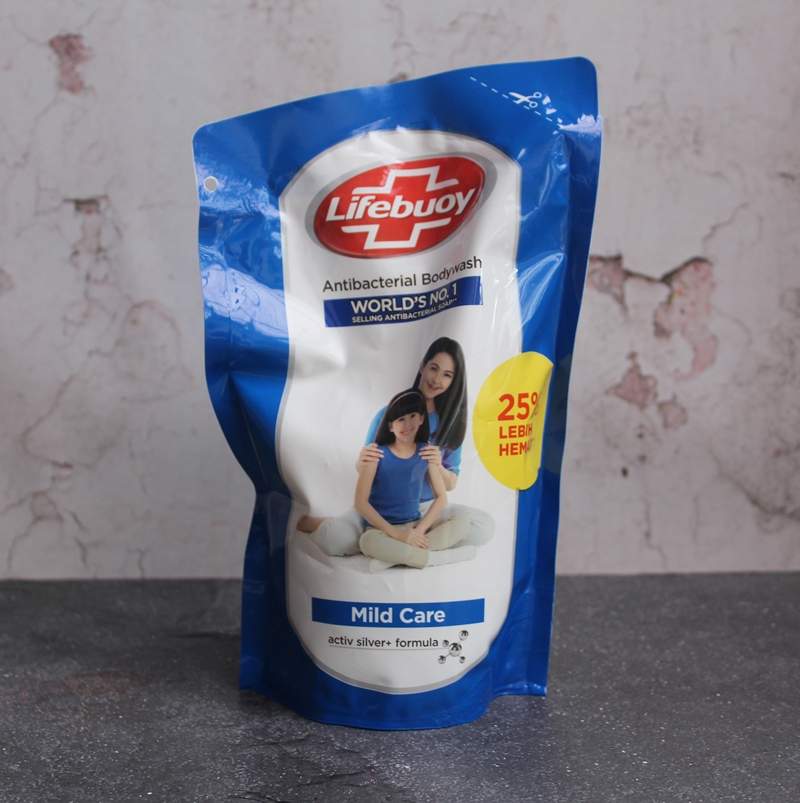 Lifebuoy
Antibacterial Bodywash
WORLD'S NO. 1
SELLING ANTIBACTERIAL SOAP**
25%
LEBIH
HEMAT
Mild Care
activ silver+ formula